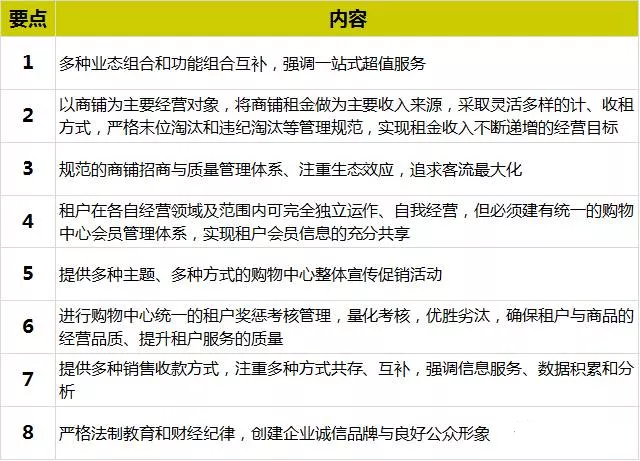 要点 内容
1 多种业态组合和功能组合互补，强调一站式超值服务
2 以商铺为主要经营对象，将商铺租金做为主要收入来源，采取灵活多样的计、收租
方式，严格末位淘汰和违纪淘汰等管理规范，实现租金收入不断递增的经营目标
3 规范的商铺招商与质量管理体系、注重生态效应，追求客流最大化
4 租户在各自经营领域及范围内可完全独立运作、自我经营，但必须建有统一的购物
中心会员管理体系，实现租户会员信息的充分共享
5 提供多种主题、多种方式的购物中心整体宣传促销活动
6 进行购物中心统一的租户奖惩考核管理，量化考核，优胜劣汰，确保租户与商品的
经营品质、提升租户服务的质量
7 提供多种销售收款方式，注重多种方式共存、互补，强调信息服务、数据积累和分
析
8 严格法制教育和财经纪律，创建企业诚信品牌与良好公众形象